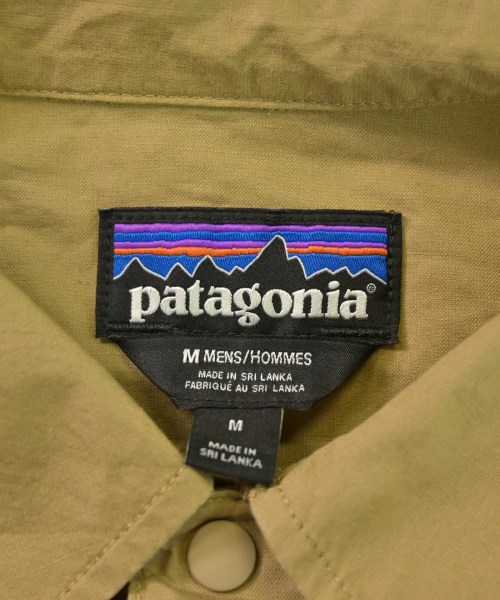 patagonia®
M MENS/HOMMES
MADE IN SRI LANKA
FABRIQUÉ AU SRI LANKA
M
MADE IN
SRI LANKA